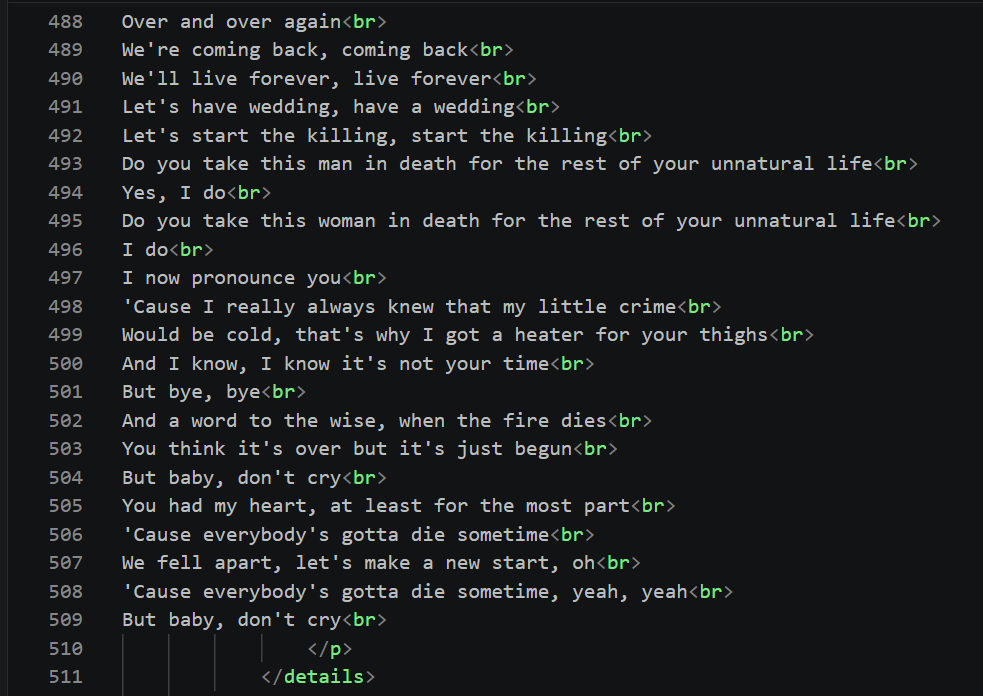 488 Over and over again<br>
489 We're coming back, coming back<br>
490 We'll live forever, live forever<br>
491 Let's have wedding, have a wedding<br>
492 Let's start the killing, start the killing<br>
493 Do you take this man in death for the rest of your unnatural life<br>
494 Yes, I do<br>
495 Do you take this woman in death for the rest of your unnatural life<br>
496 I do<br>
497 I now pronounce you<br>
498 'Cause I really always knew that my little crime<br>
499 Would be cold, that's why I got a heater for your thighs<br>
500 And I know, I know it's not your time<br>
501 But bye, bye<br>
502 And a word to the wise, when the fire dies<br>
503 You think it's over but it's just begun<br>
504 But baby, don't cry<br>
505 You had my heart, at least for the most part<br>
506 'Cause everybody's gotta die sometime<br>
507 We fell apart, let's make a new start, oh<br>
508 'Cause everybody's gotta die sometime, yeah, yeah<br>
509 But baby, don't cry<br>
510 </p>
511 </details>